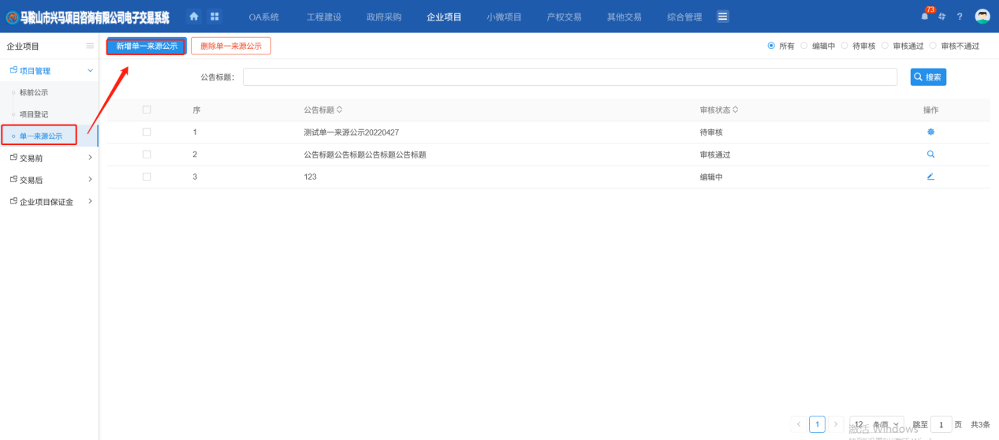 马鞍山市兴马项目咨询有限公司电子交易系统
OA系统 工程建设 政府采购 企业项目 小微项目 产权交易 其他交易 综合管理 73 ?
企业项目
新增单一来源公示 删除单一来源公示 所有 编辑中 待审核 审核通过 审核不通过
项目管理
公告标题: 搜索
标前公示
序 公告标题 审核状态 操作
项目登记
1 测试单一来源公示20220427 待审核
单一来源公示
2 公告标题公告标题公告标题公告标题 审核通过
交易前
3 123 编辑中
交易后
企业项目保证金
1 12 条/页 跳至 1 页 共3条
激活 Windows